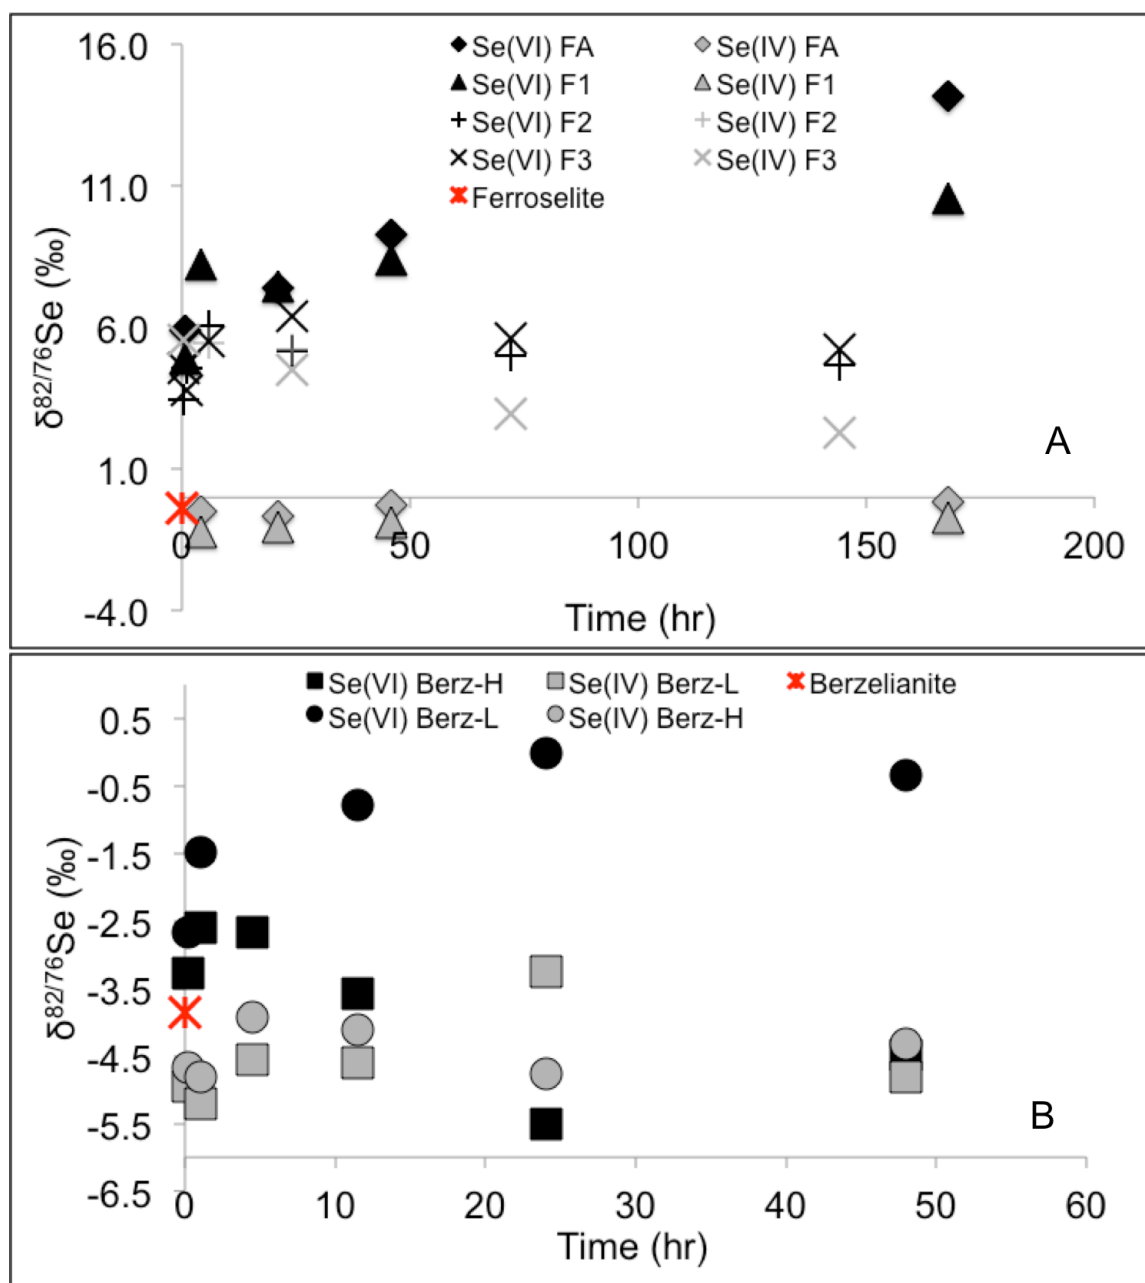 16.0
Se(VI) FA Se(IV) FA
Se(VI) F1 Se(IV) F1
Se(VI) F2 Se(IV) F2
Se(VI) F3 Se(IV) F3
Ferroselite
11.0
6.0
1.0
-4.0
δ82/76Se (‰)
A
0 50 100 150 200
Time (hr)
Se(VI) Berz-H Se(IV) Berz-L Berzelianite
Se(VI) Berz-L Se(IV) Berz-H
0.5
-0.5
-1.5
-2.5
-3.5
-4.5
-5.5
-6.5
δ82/76Se (‰)
B
0 10 20 30 40 50 60
Time (hr)